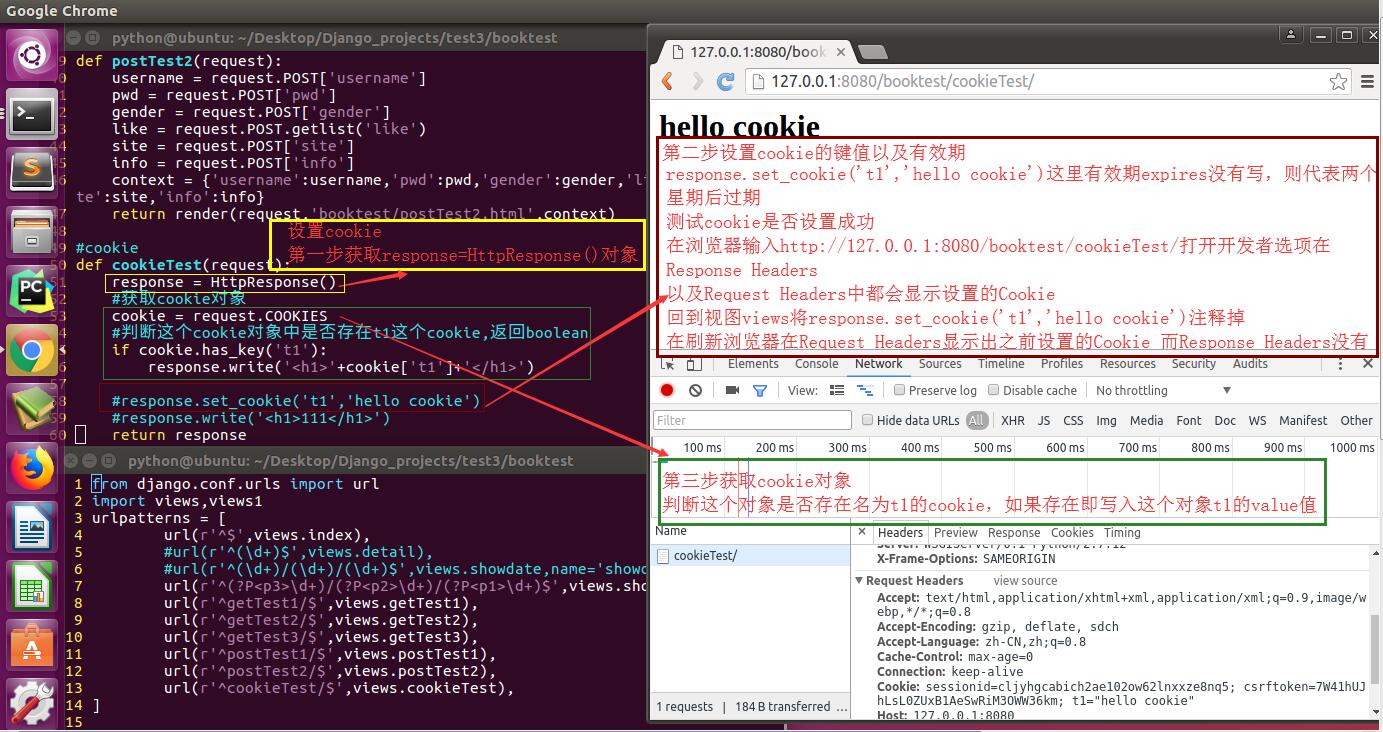 Google Chrome
python@ubuntu: ~/Desktop/Django_projects/test3/booktest
def postTest2(request):
username = request.POST['username']
pwd = request.POST['pwd']
gender = request.POST['gender']
like = request.POST.getlist('like')
site = request.POST['site']
info = request.POST['info']
context = {'username':username,'pwd':pwd,'gender':gender,'li
te':site,'info':info}
return render(request,'booktest/postTest2.html',context)
#cookie
def cookieTest(request):
response = HttpResponse()
#获取cookie对象
cookie = request.COOKIES
#判断这个cookie对象中是否存在t1这个cookie,返回boolean
if cookie.has_key('t1'):
response.write('<h1>'+cookie['t1']+'</h1>')
#response.set_cookie('t1','hello cookie')
#response.write('<h1>111</h1>')
60 return response
设置cookie
第一步获取response=HttpResponse()对象
python@ubuntu: ~/Desktop/Django_projects/test3/booktest
1 from django.conf.urls import url
2 import views,views1
3 urlpatterns = [
4 url(r'^$',views.index),
5 #url(r'^(\d+)$',views.detail),
6 #url(r'^(\d+)/(\d+)/(\d+)$',views.showdate,name='showd
7 url(r'^(?P<p3>\d+)/(?P<p2>\d+)/(?P<p1>\d+)$',views.sho
8 url(r'^getTest1/$',views.getTest1),
9 url(r'^getTest2/$',views.getTest2),
10 url(r'^getTest3/$',views.getTest3),
11 url(r'^postTest1/$',views.postTest1),
12 url(r'^postTest2/$',views.postTest2),
13 url(r'^cookieTest/$',views.cookieTest),
14 ]
15
127.0.0.1:8080/book
127.0.0.1:8080/booktest/cookieTest/
hello cookie
第二步设置cookie的键值以及有效期
response.set_cookie('t1','hello cookie')这里有效期expires没有写，则代表两个
星期后过期
测试cookie是否设置成功
在浏览器输入http://127.0.0.1:8080/booktest/cookieTest/打开开发者选项在
Response Headers
以及Request Headers中都会显示设置的Cookie
回到视图views将response.set_cookie('t1','hello cookie')注释掉
在刷新浏览器在Request Headers显示出之前设置的Cookie 而Response Headers没有
Elements Console Network Sources Timeline Profiles Resources Security Audits
View: Preserve log Disable cache No throttling
Filter Hide data URLs All XHR JS CSS Img Media Font Doc WS Manifest Other
100 ms 200 ms 300 ms 400 ms 500 ms 600 ms 700 ms 800 ms 900 ms 1000 ms
第三步获取cookie对象
判断这个对象是否存在名为t1的cookie，如果存在即写入这个对象t1的value值
Name
cookieTest/
1 requests | 184 B transferred ...
Headers Preview Response Cookies Timing
Server: WSGIServer/0.1 Python/2.7.12
X-Frame-Options: SAMEORIGIN
Request Headers view source
Accept: text/html,application/xhtml+xml,application/xml;q=0.9,image/w
ebp,*/*;q=0.8
Accept-Encoding: gzip, deflate, sdch
Accept-Language: zh-CN,zh;q=0.8
Cache-Control: max-age=0
Connection: keep-alive
Cookie: sessionid=cljyhgcabich2ae102ow62lnxxze8nq5; csrftoken=7W41hUJ
hLsL0ZUxB1AeSwRiM3OWW36km; t1="hello cookie"
Host: 127.0.0.1:8080